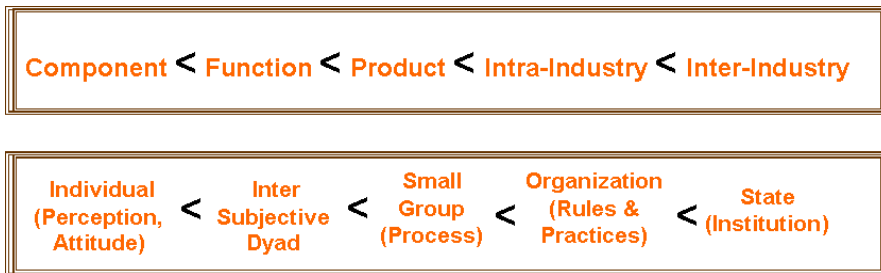 Component < Function < Product < Intra-Industry < Inter-Industry
Individual
(Perception,
Attitude)
<
Inter
Subjective
Dyad
<
Small
Group
(Process)
<
Organization
(Rules &
Practices)
<
State
(Institution)